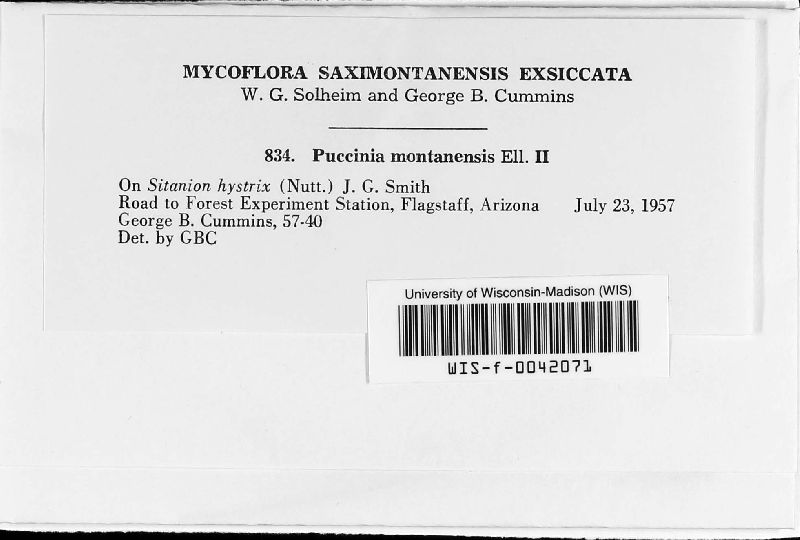 MYCOFLORA SAXIMONTANENSIS EXSICCATA
W. G. Solheim and George B. Cummins
834. Puccinia montanensis Ell. II
On Sitanion hystrix (Nutt.) J. G. Smith
Road to Forest Experiment Station, Flagstaff, Arizona July 23, 1957
George B. Cummins, 57-40
Det. by GBC
University of Wisconsin-Madison (WIS)
WIS-f-0042071